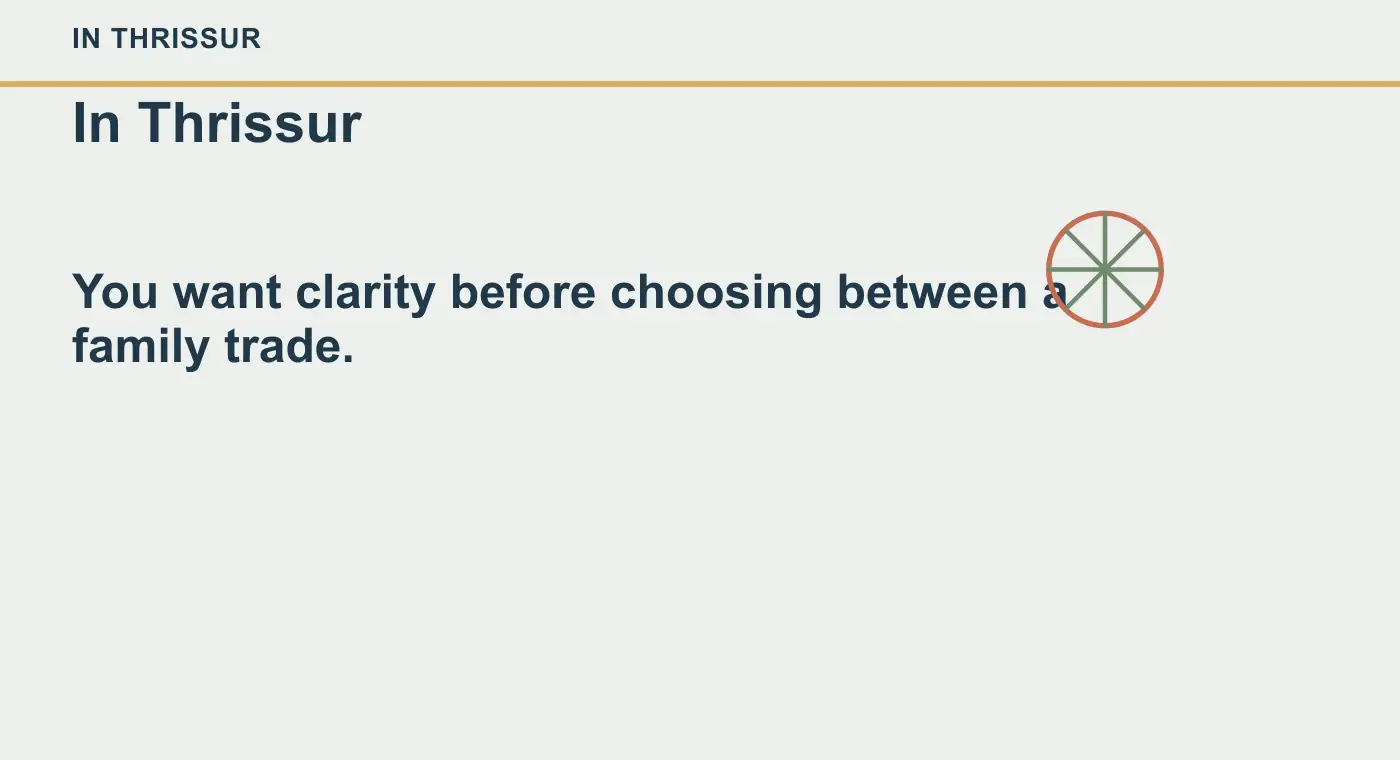 IN THRISSUR
In Thrissur
You want clarity before choosing between a
family trade.